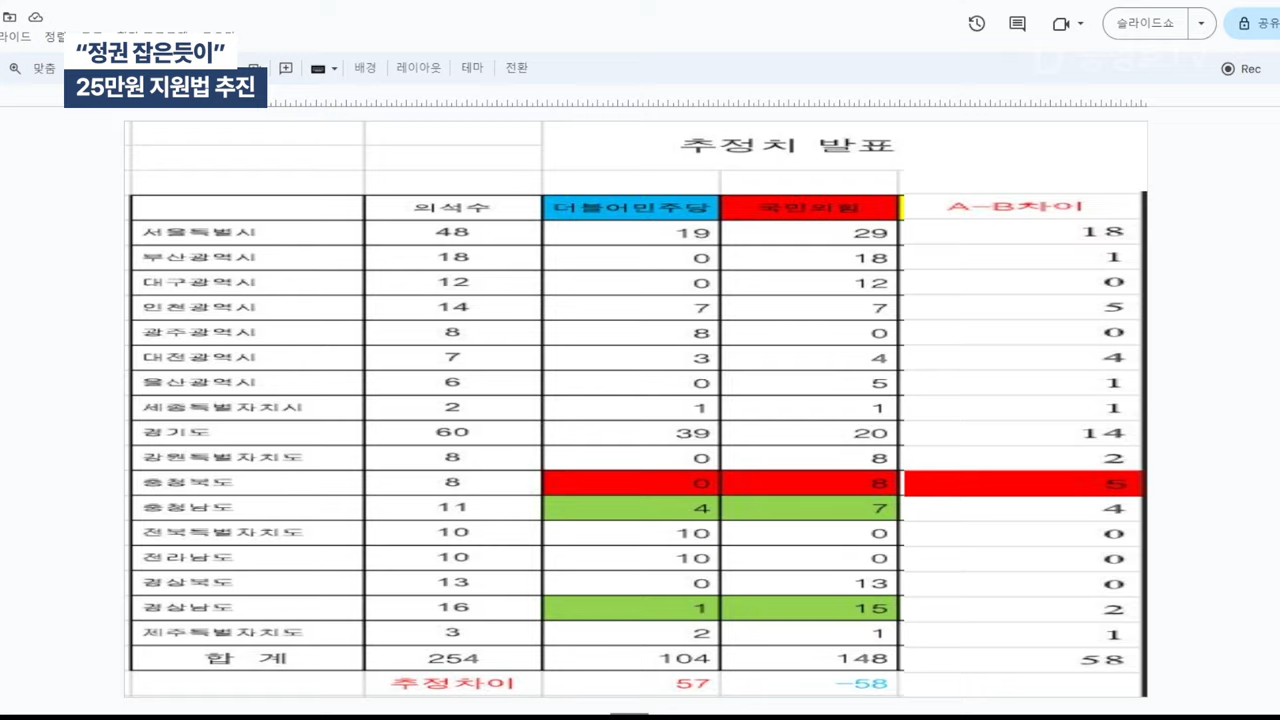 슬라이드쇼
공유
“정권 잡은듯이”
25만원 지원법 추진
맞춤
배경 레이아웃 테마 전환
Rec
추정치 발표
의석수 더불어민주당 국민의힘 A-B차이
서울특별시 48 19 29 18
부산광역시 18 0 18 1
대구광역시 12 0 12 0
인천광역시 14 7 7 5
광주광역시 8 8 0 0
대전광역시 7 3 4 4
울산광역시 6 0 5 1
세종특별자치시 2 1 1 1
경기도 60 39 20 14
강원특별자치도 8 0 8 2
충청북도 8 0 8 5
충청남도 11 4 7 4
전북특별자치도 10 10 0 0
전라남도 10 10 0 0
경상북도 13 0 13 0
경상남도 16 1 15 2
제주특별자치도 3 2 1 1
합 계 254 104 148 58
추정차이 57 -58